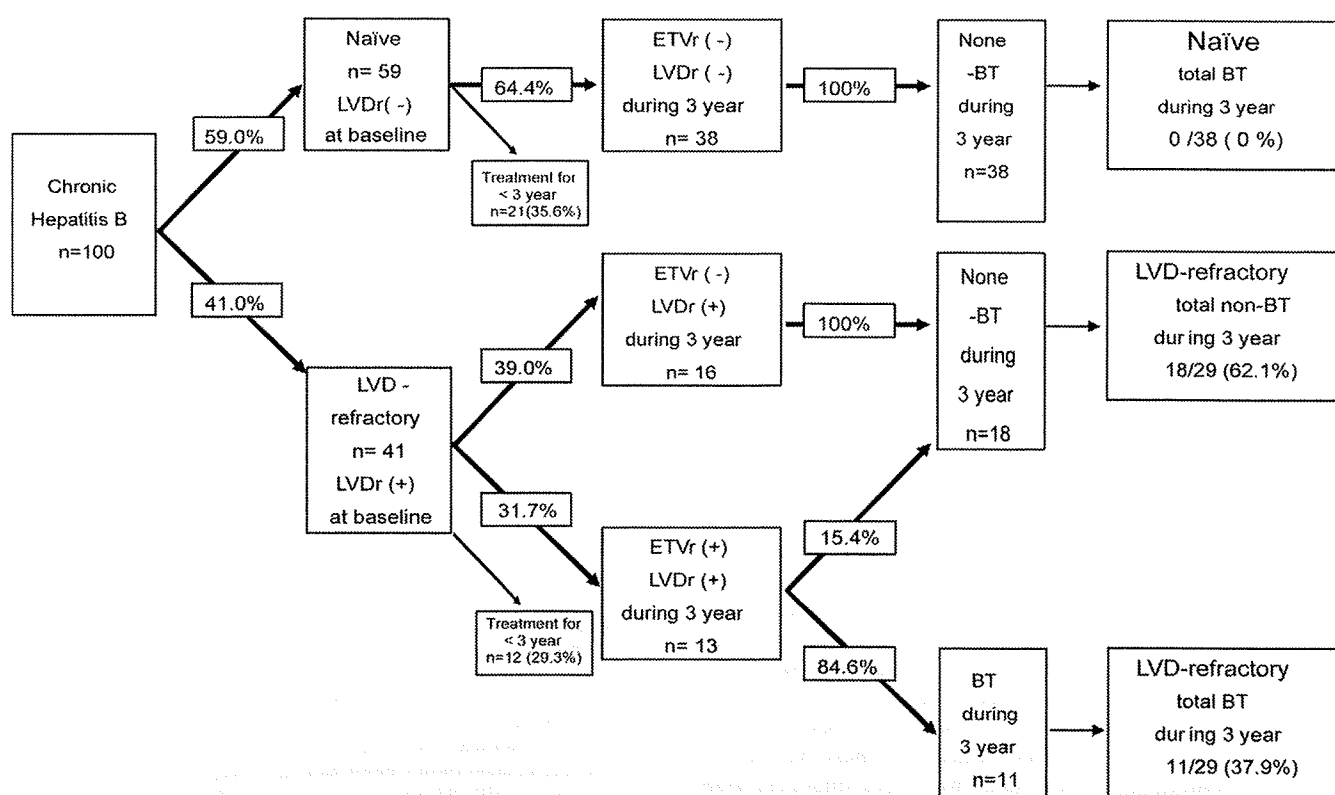 Chronic
Hepatitis B
n=100
59.0%
41.0%
Naïve
n= 59
LVDr( -)
at baseline
64.4%
Treatment for
< 3 year
n=21(35.6%)
ETVr ( -)
LVDr ( -)
during 3 year
n= 38
100%
None
-BT
during
3 year
n=38
Naïve
total BT
during 3 year
0 /38 ( 0 %)
LVD -
refractory
n= 41
LVDr (+)
at baseline
39.0%
31.7%
Treatment for
< 3 year
n=12 (29.3%)
ETVr ( -)
LVDr (+)
during 3 year
n= 16
100%
None
-BT
during
3 year
n=18
LVD-refractory
total non-BT
during 3 year
18/29 (62.1%)
ETVr (+)
LVDr (+)
during 3 year
n= 13
15.4%
84.6%
BT
during
3 year
n=11
LVD-refractory
total BT
during 3 year
11/29 (37.9%)